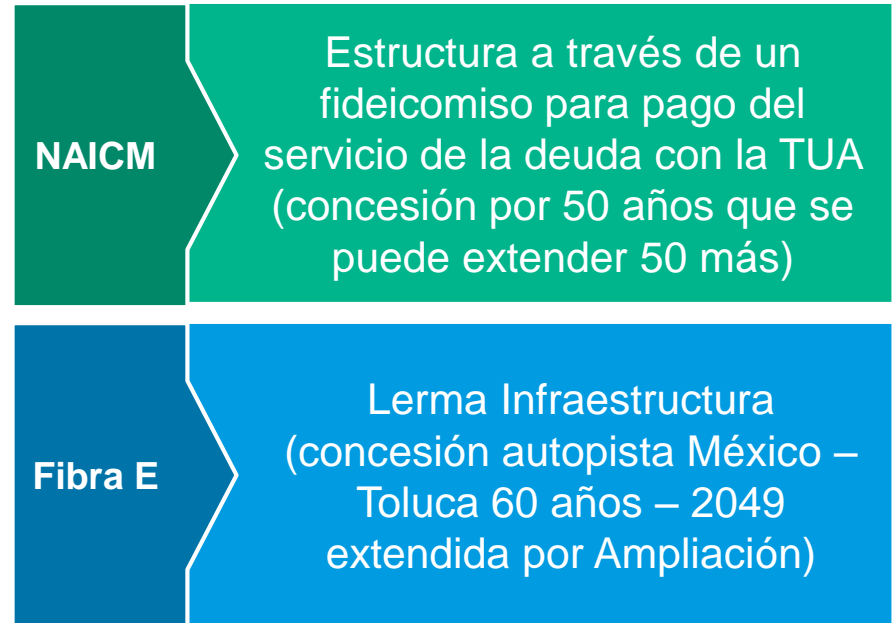 NAICM
Estructura a través de un
fideicomiso para pago del
servicio de la deuda con la TUA
(concesión por 50 años que se
puede extender 50 más)
Fibra E
Lerma Infraestructura
(concesión autopista México –
Toluca 60 años – 2049
extendida por Ampliación)